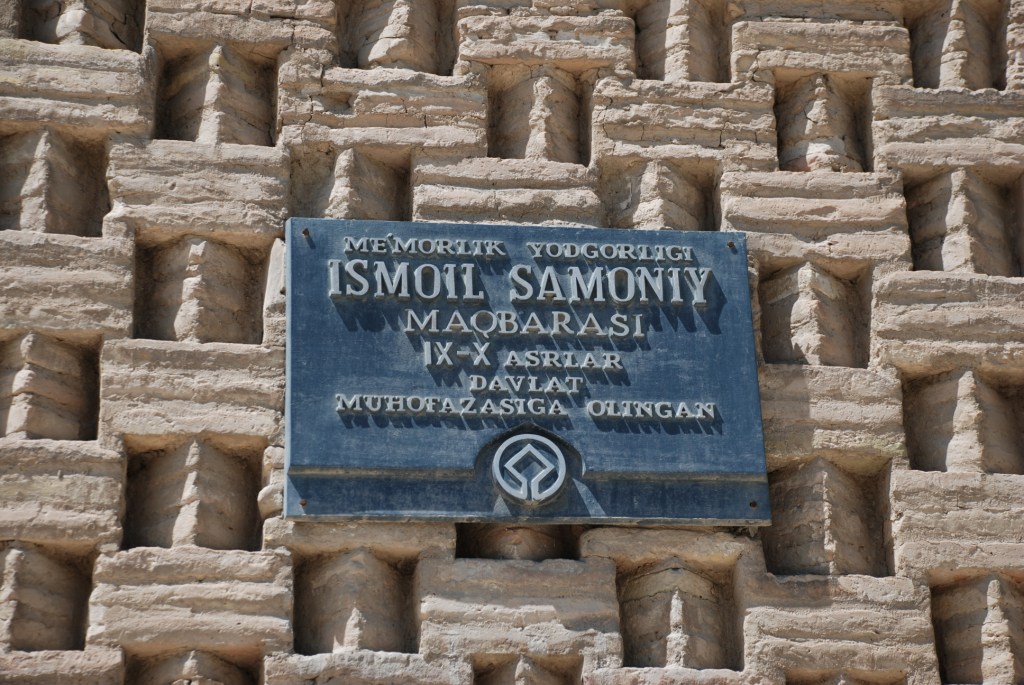 ME'MORLIK YODGORLIGI
ISMOIL SAMONIY
MAQBARASI
IX-X ASRLAR
DAVLAT
MUHOFAZASIGA OLINGAN